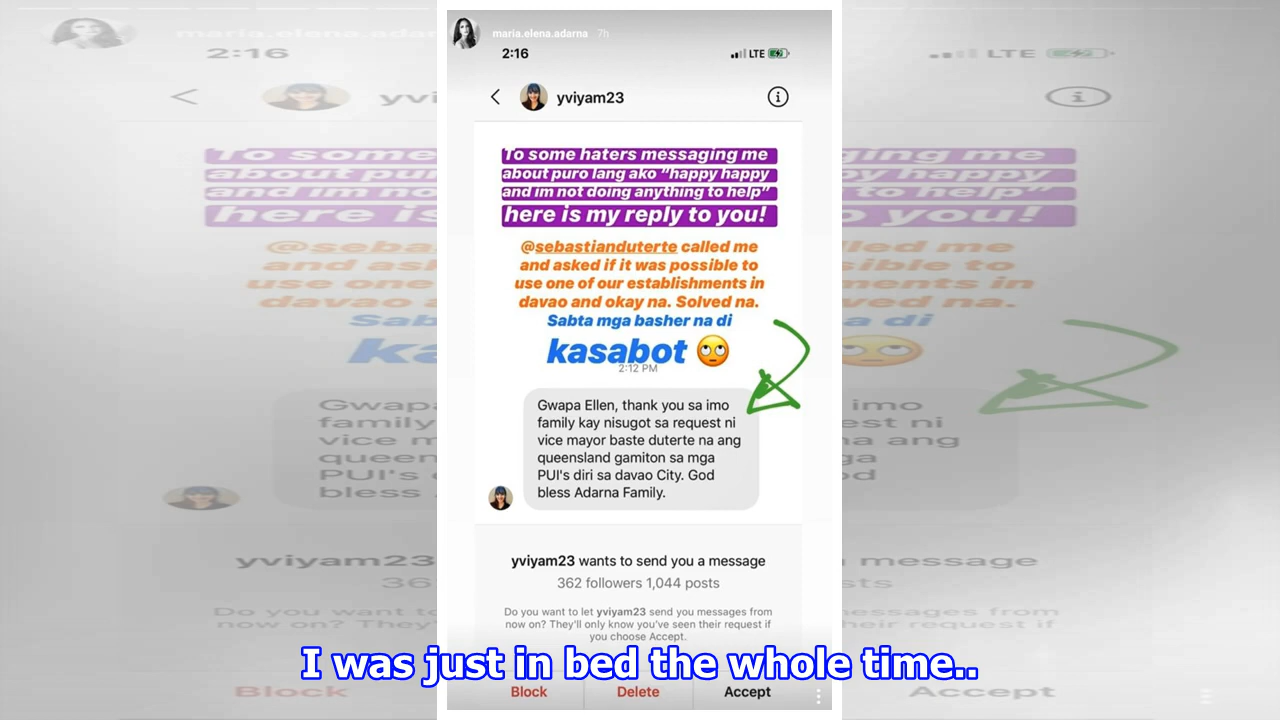 maria.elena.adarna 7h
2:16 LTE
yviyam23
To some haters messaging me
about puro lang ako “happy happy
and im not doing anything to help”
here is my reply to you!
@sebastianduterte called me
and asked if it was possible to
use one of our establishments in
davao and okay na. Solved na.
Sabta mga basher na di
kasabot
2:12 PM
Gwapa Ellen, thank you sa imo
family kay nisugot sa request ni
vice mayor baste duterte na ang
queensland gamiton sa mga
PUI's diri sa davao City. God
bless Adarna Family.
yviyam23 wants to send you a message
362 followers 1,044 posts
Do you want to let yviyam23 send you messages from
now on? They'll only know you've seen their request if
you choose Accept.
I was just in bed the whole time..
Block Delete Accept